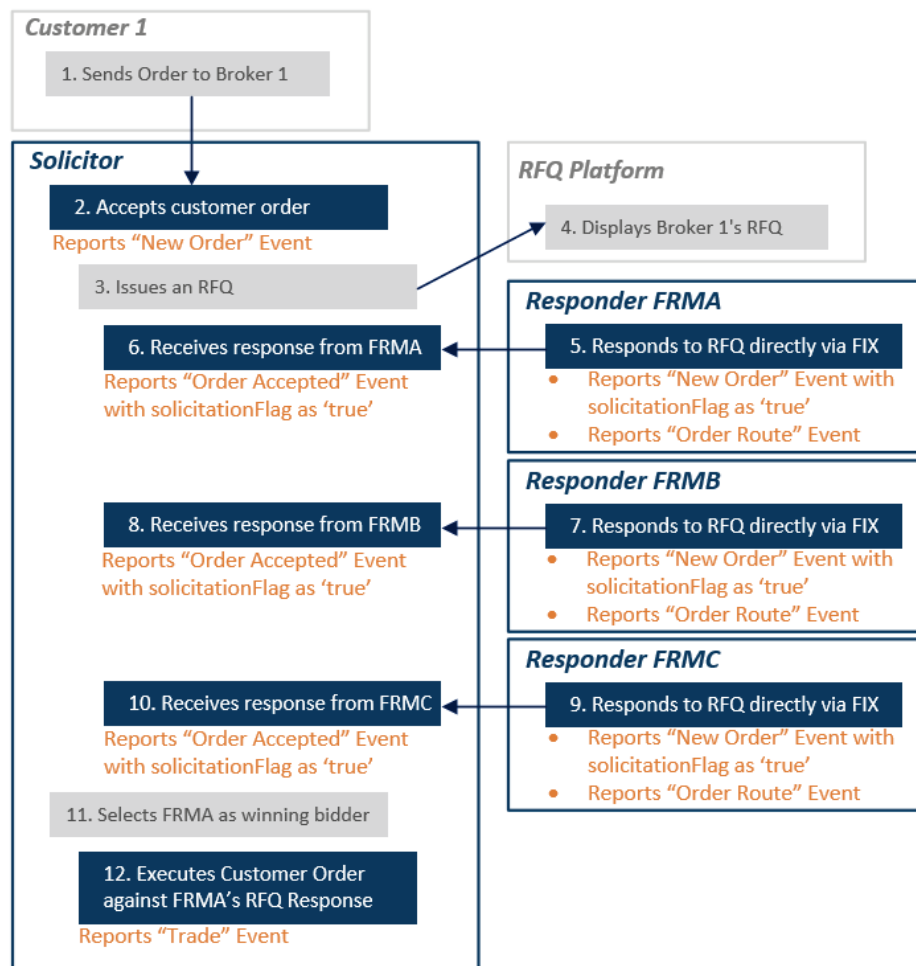 Customer 1
1. Sends Order to Broker 1
Solicitor
2. Accepts customer order
Reports “New Order” Event
3. Issues an RFQ
RFQ Platform
4. Displays Broker 1's RFQ
Responder FRMA
5. Responds to RFQ directly via FIX
• Reports “New Order” Event with
solicitationFlag as ‘true’
• Reports “Order Route” Event
6. Receives response from FRMA
Reports “Order Accepted” Event
with solicitationFlag as ‘true’
Responder FRMB
7. Responds to RFQ directly via FIX
• Reports “New Order” Event with
solicitationFlag as ‘true’
• Reports “Order Route” Event
8. Receives response from FRMB
Reports “Order Accepted” Event
with solicitationFlag as ‘true’
Responder FRMC
9. Responds to RFQ directly via FIX
• Reports “New Order” Event with
solicitationFlag as ‘true’
• Reports “Order Route” Event
10. Receives response from FRMC
Reports “Order Accepted” Event
with solicitationFlag as ‘true’
11. Selects FRMA as winning bidder
12. Executes Customer Order
against FRMA’s RFQ Response
Reports “Trade” Event